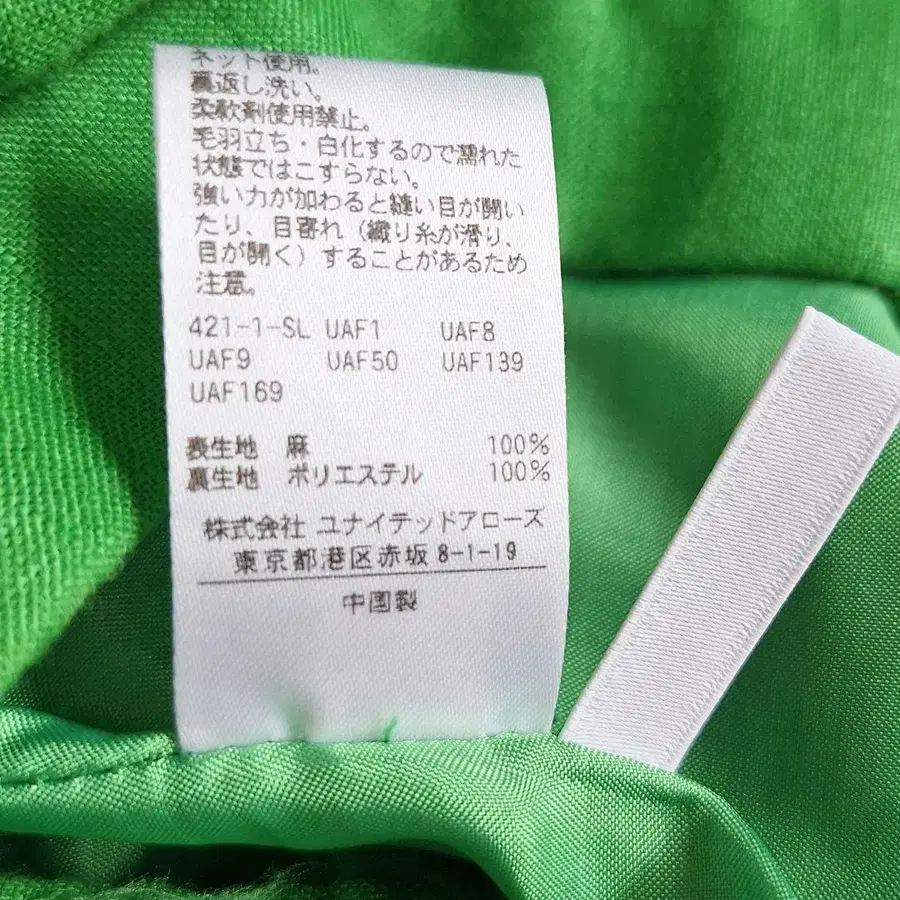 ネット使用。
裏返し洗い。
柔軟剤使用禁止。
毛羽立ち・白化するので濡れた
状態ではこすらない。
強い力が加わると縫い目が開い
たり、目寄れ（織り糸が滑り、
目が開く）することがあるため
注意。
421-1-SL UAF1 UAF8
UAF9 UAF50 UAF139
UAF169
表生地 麻 100%
裏生地 ポリエステル 100%
株式会社 ユナイテッドアローズ
東京都港区赤坂 8-1-19
中国製